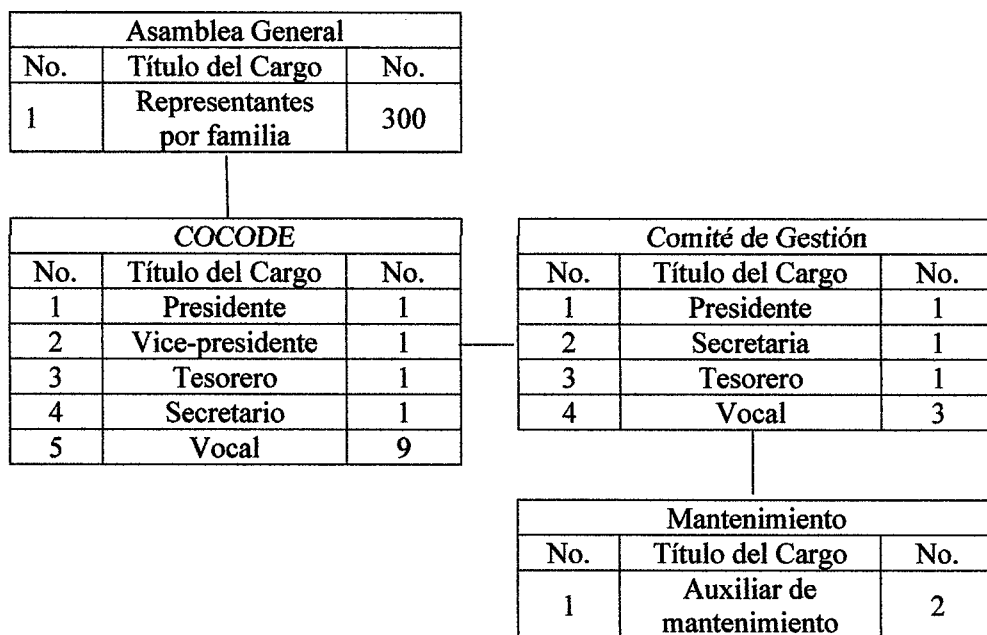 Asamblea General
No. Título del Cargo No.
1 Representantes por familia 300
COCODE
No. Título del Cargo No.
1 Presidente 1
2 Vice-presidente 1
3 Tesorero 1
4 Secretario 1
5 Vocal 9
Comité de Gestión
No. Título del Cargo No.
1 Presidente 1
2 Secretaria 1
3 Tesorero 1
4 Vocal 3
Mantenimiento
No. Título del Cargo No.
1 Auxiliar de mantenimiento 2